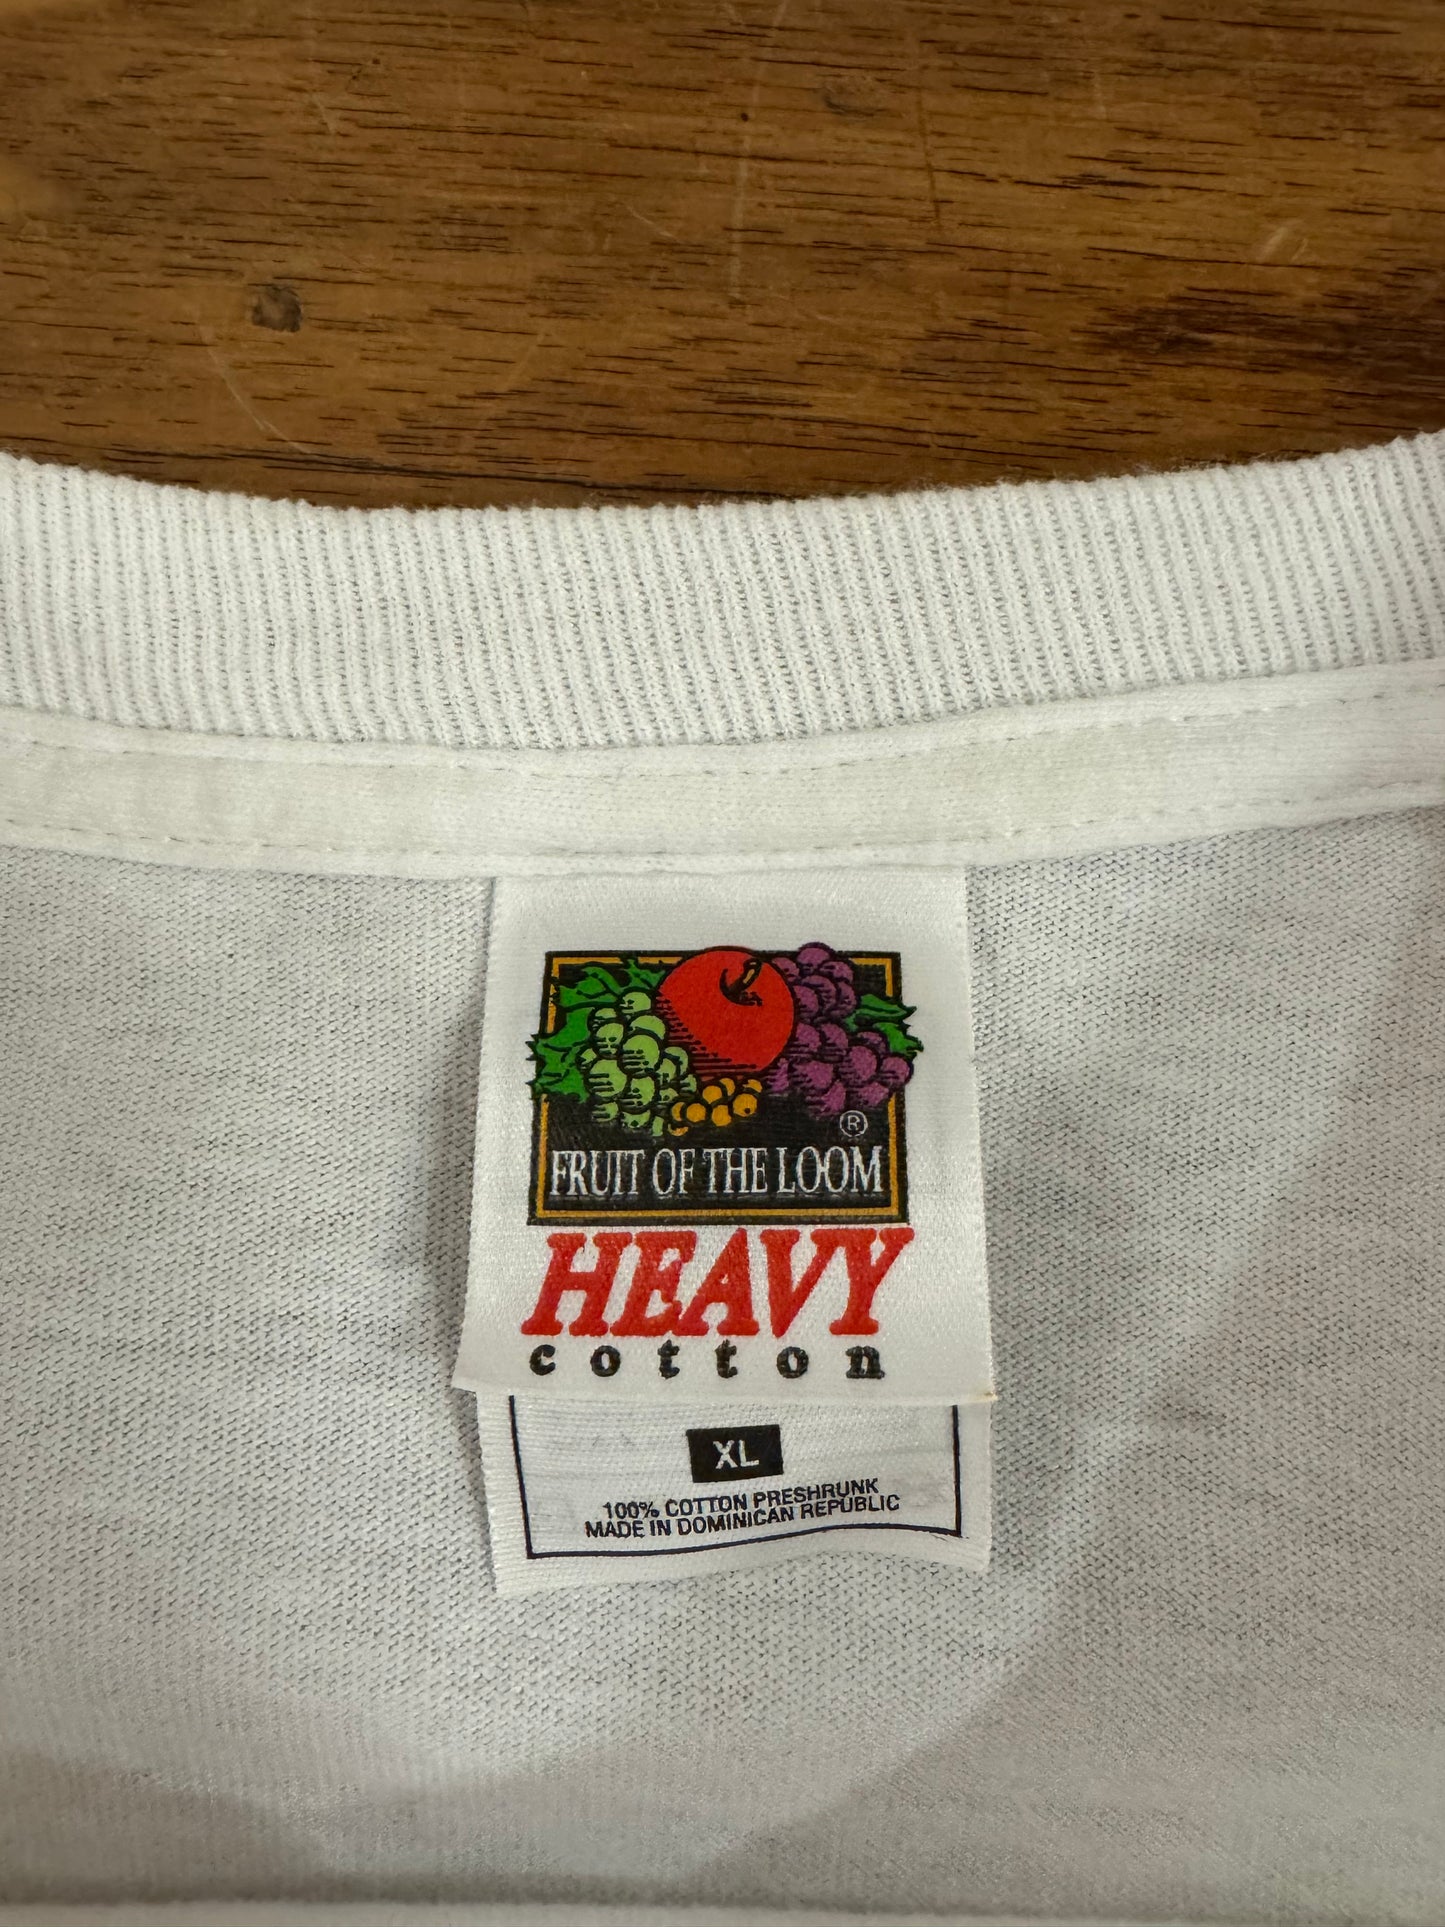 ®
FRUIT OF THE LOOM
HEAVY
cotton
XL
100% COTTON PRESHRUNK
MADE IN DOMINICAN REPUBLIC